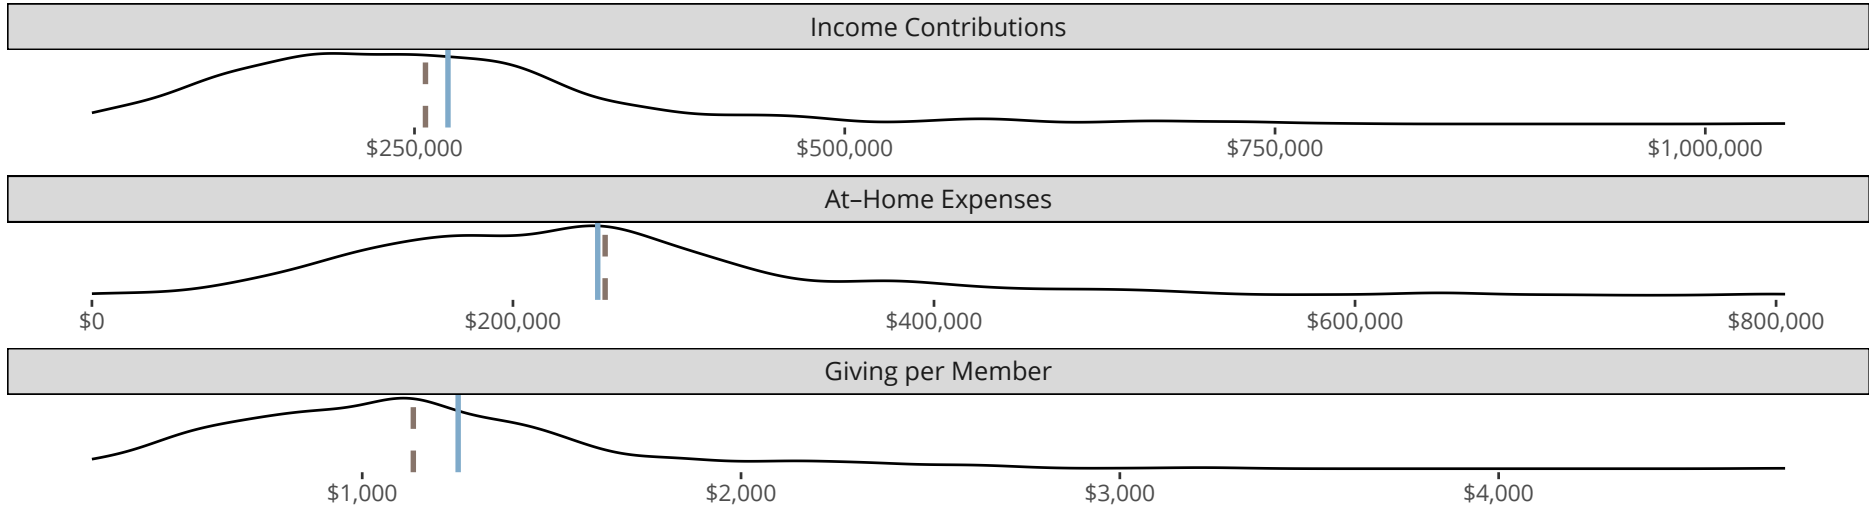 Income Contributions
$250,000 $500,000 $750,000 $1,000,000
At–Home Expenses
$0 $200,000 $400,000 $600,000 $800,000
Giving per Member
$1,000 $2,000 $3,000 $4,000